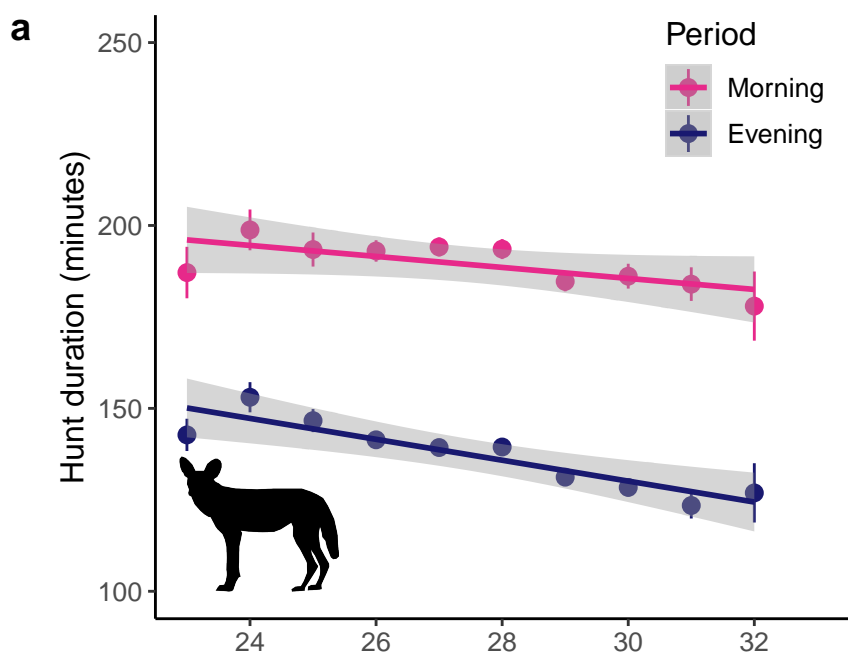 a
Period
Morning
Evening
Hunt duration (minutes)
250
200
150
100
24 26 28 30 32